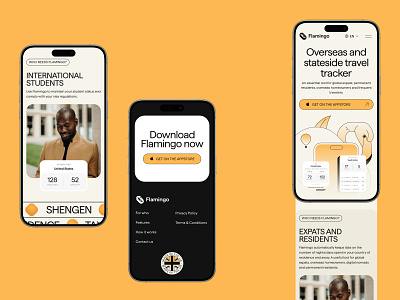 WHO NEEDS FLAMINGO?
INTERNATIONAL
STUDENTS
Use flamingo to maintain your student status and
comply with your visa regulations.
United States
128
52
SHENGEN
Download
Flamingo now
GET ON THE APPSTORE
Flamingo
For who
Privacy Policy
Features
Terms & Conditions
How it works
Contact us
Flamingo
EN
Overseas and
stateside travel
tracker
An essential tool for global expats, permanent
residents, overseas homeowners and frequent
travelers
GET ON THE APPSTORE
72
WHO NEEDS FLAMINGO?
EXPATS AND
RESIDENTS
Flamingo automatically keeps tabs on the
number of nights/days spent in your country of
residence and away. A useful tool for global
expats, overseas homeowners, digital nomads
and permanent residents.